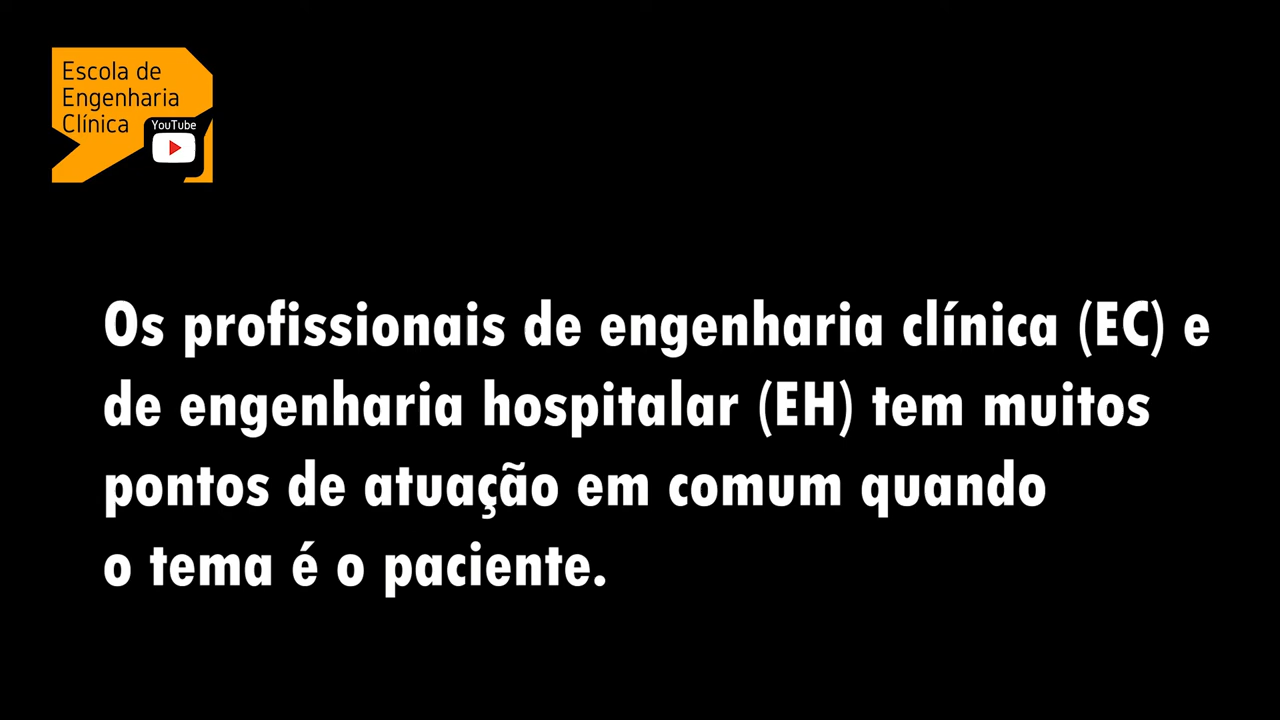 Escola de
Engenharia
Clínica
YouTube
Os profissionais de engenharia clínica (EC) e
de engenharia hospitalar (EH) tem muitos
pontos de atuação em comum quando
o tema é o paciente.